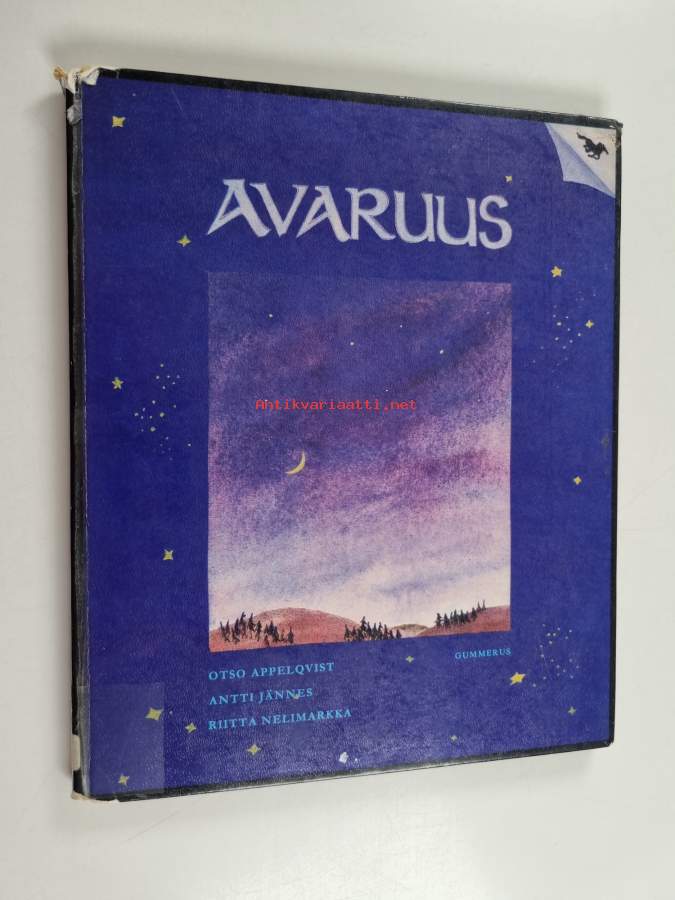 AVARUUS
Antikvariaatti.net
OTSO APPELQVIST
ANTTI JÄNNES
RIITTA NELIMARKKA
GUMMERUS